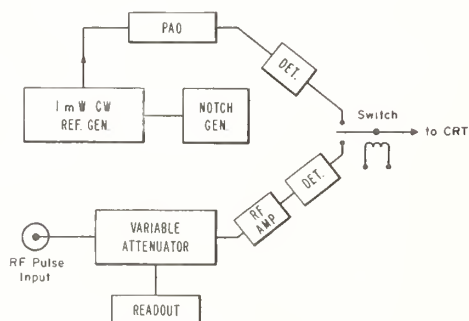 PAD
DET.
1 mW CW
REF. GEN.
NOTCH
GEN.
Switch
to CRT
DET.
RF
AMP
VARIABLE
ATTENUATOR
RF Pulse
Input
READOUT